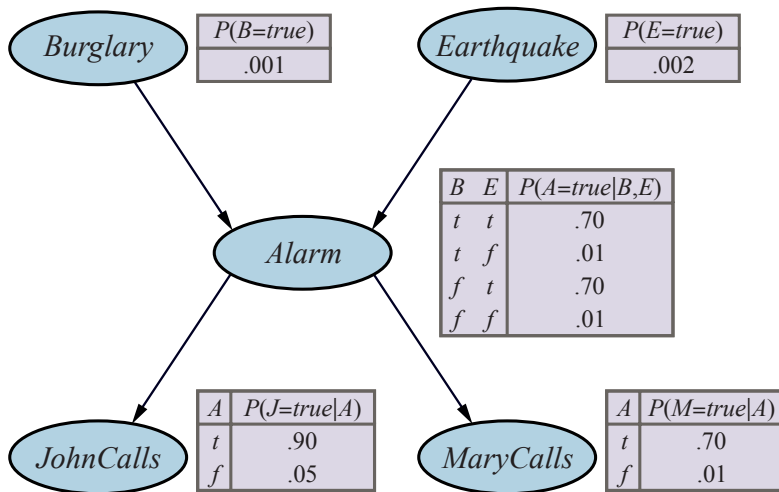 Burglary
P(B=true)
.001
Earthquake
P(E=true)
.002
B E P(A=true|B,E)
t t .70
t f .01
f t .70
f f .01
Alarm
JohnCalls
A P(J=true|A)
t .90
f .05
MaryCalls
A P(M=true|A)
t .70
f .01